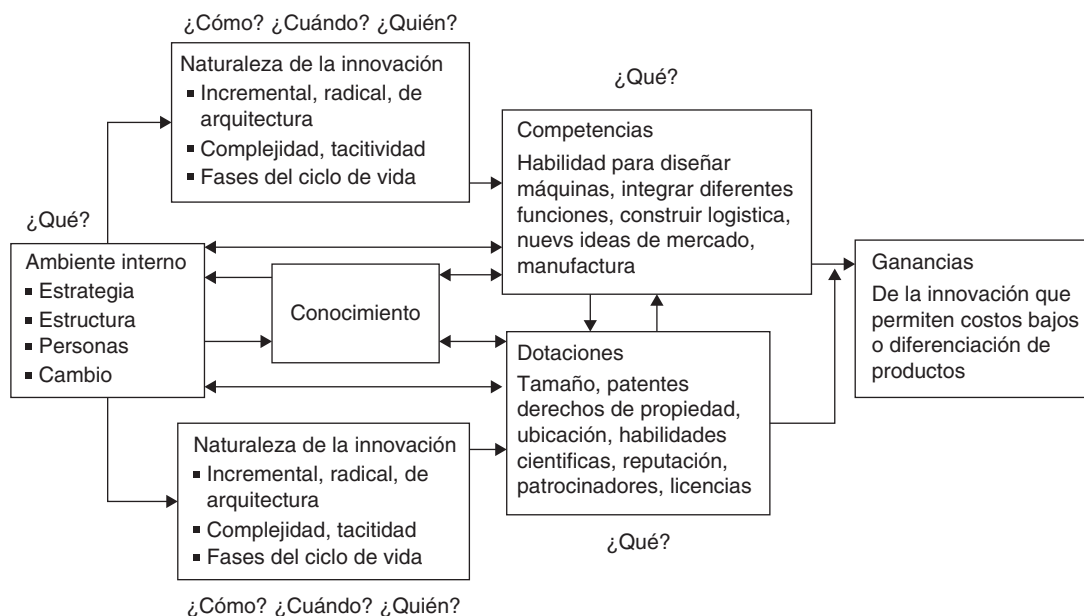 ¿Cómo? ¿Cuándo? ¿Quién?
Naturaleza de la innovación
▪ Incremental, radical, de
arquitectura
▪ Complejidad, tacitividad
▪ Fases del ciclo de vida
¿Qué?
Competencias
Habilidad para diseñar
máquinas, integrar diferentes
funciones, construir logistica,
nuevs ideas de mercado,
manufactura
¿Qué?
Ambiente interno
▪ Estrategia
▪ Estructura
▪ Personas
▪ Cambio
Conocimiento
Ganancias
De la innovación que
permiten costos bajos
o diferenciación de
productos
Dotaciones
Tamaño, patentes
derechos de propiedad,
ubicación, habilidades
cientificas, reputación,
patrocinadores, licencias
¿Qué?
Naturaleza de la innovación
▪ Incremental, radical, de
arquitectura
▪ Complejidad, tacitidad
▪ Fases del ciclo de vida
¿Cómo? ¿Cuándo? ¿Quién?